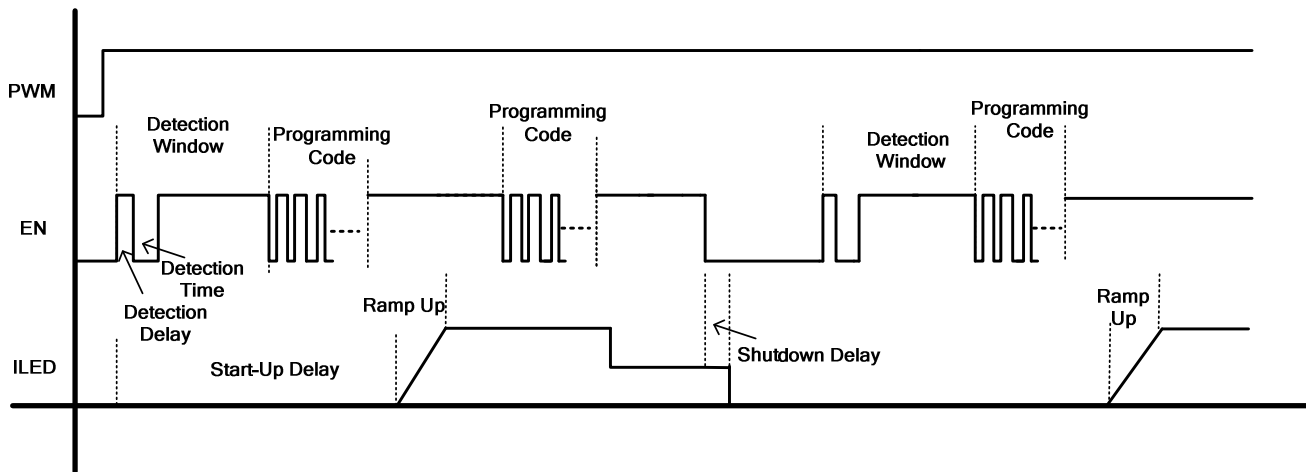 PWM
Detection
Window
Programming
Code
Programming
Code
Detection
Window
Programming
Code
EN
Detection
Time
Detection
Delay
Ramp Up
Ramp
Up
Shutdown Delay
Start-Up Delay
ILED